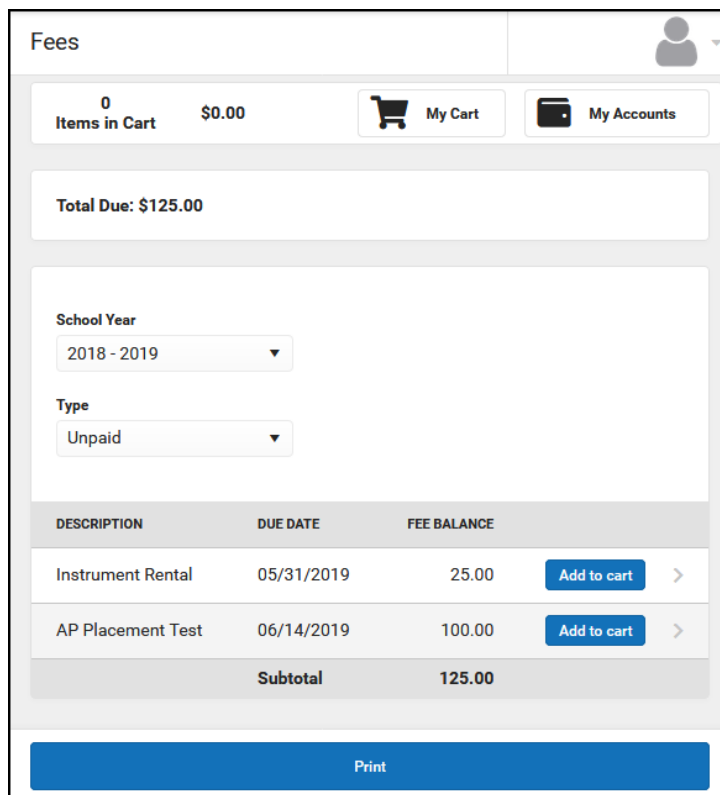 Fees
0
Items in Cart $0.00 My Cart My Accounts
Total Due: $125.00
School Year
2018 - 2019
Type
Unpaid
DESCRIPTION DUE DATE FEE BALANCE
Instrument Rental 05/31/2019 25.00 Add to cart
AP Placement Test 06/14/2019 100.00 Add to cart
Subtotal 125.00
Print